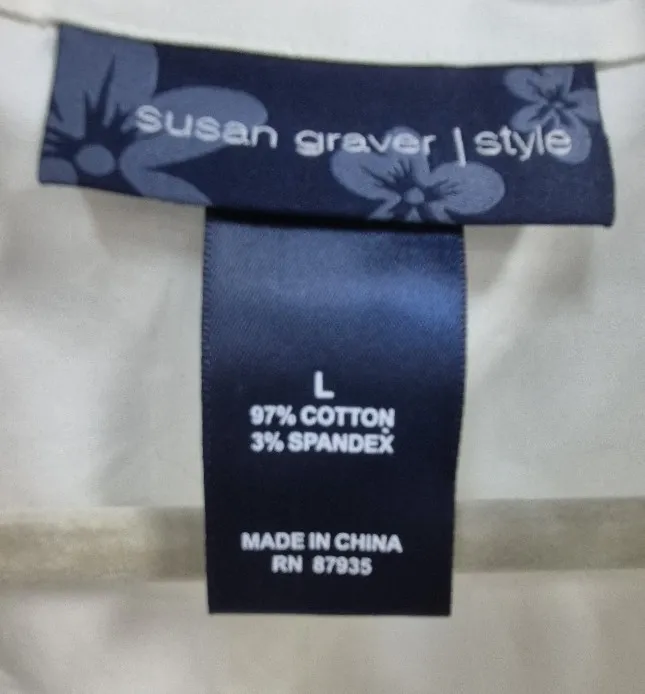 susan graver | style
L
97% COTTON
3% SPANDEX
MADE IN CHINA
RN 87935